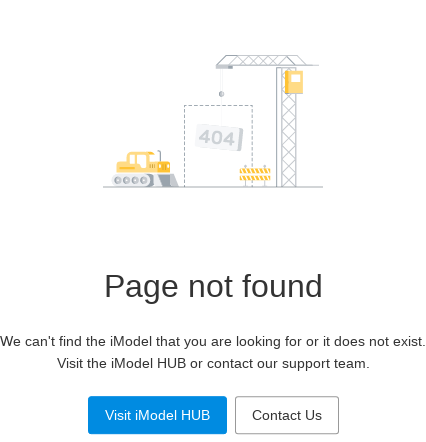 404
Page not found
We can't find the iModel that you are looking for or it does not exist.
Visit the iModel HUB or contact our support team.
Visit iModel HUB
Contact Us